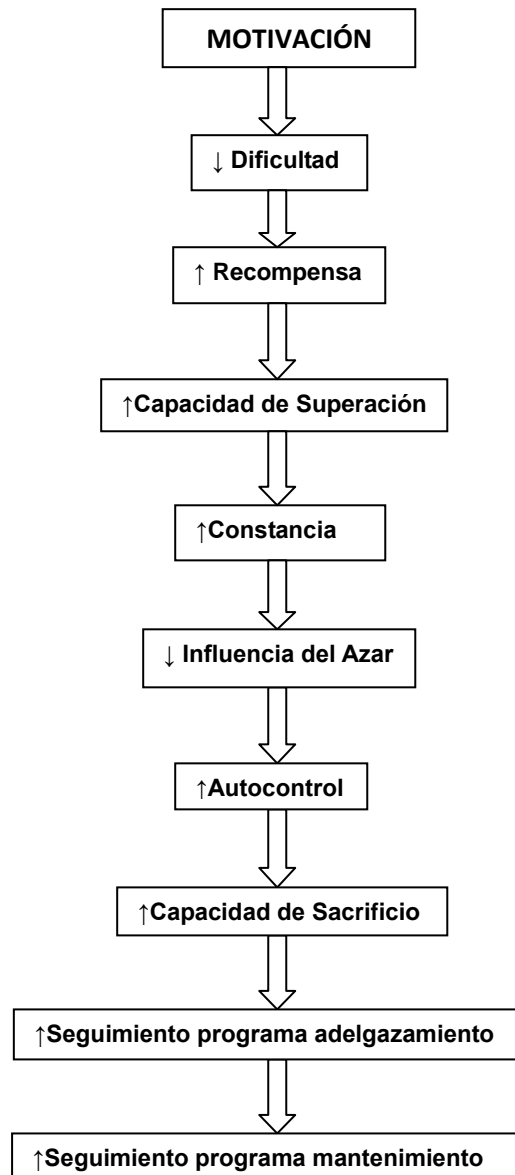 MOTIVACIÓN
↓ Dificultad
↑ Recompensa
↑Capacidad de Superación
↑Constancia
↓ Influencia del Azar
↑Autocontrol
↑Capacidad de Sacrificio
↑Seguimiento programa adelgazamiento
↑Seguimiento programa mantenimiento